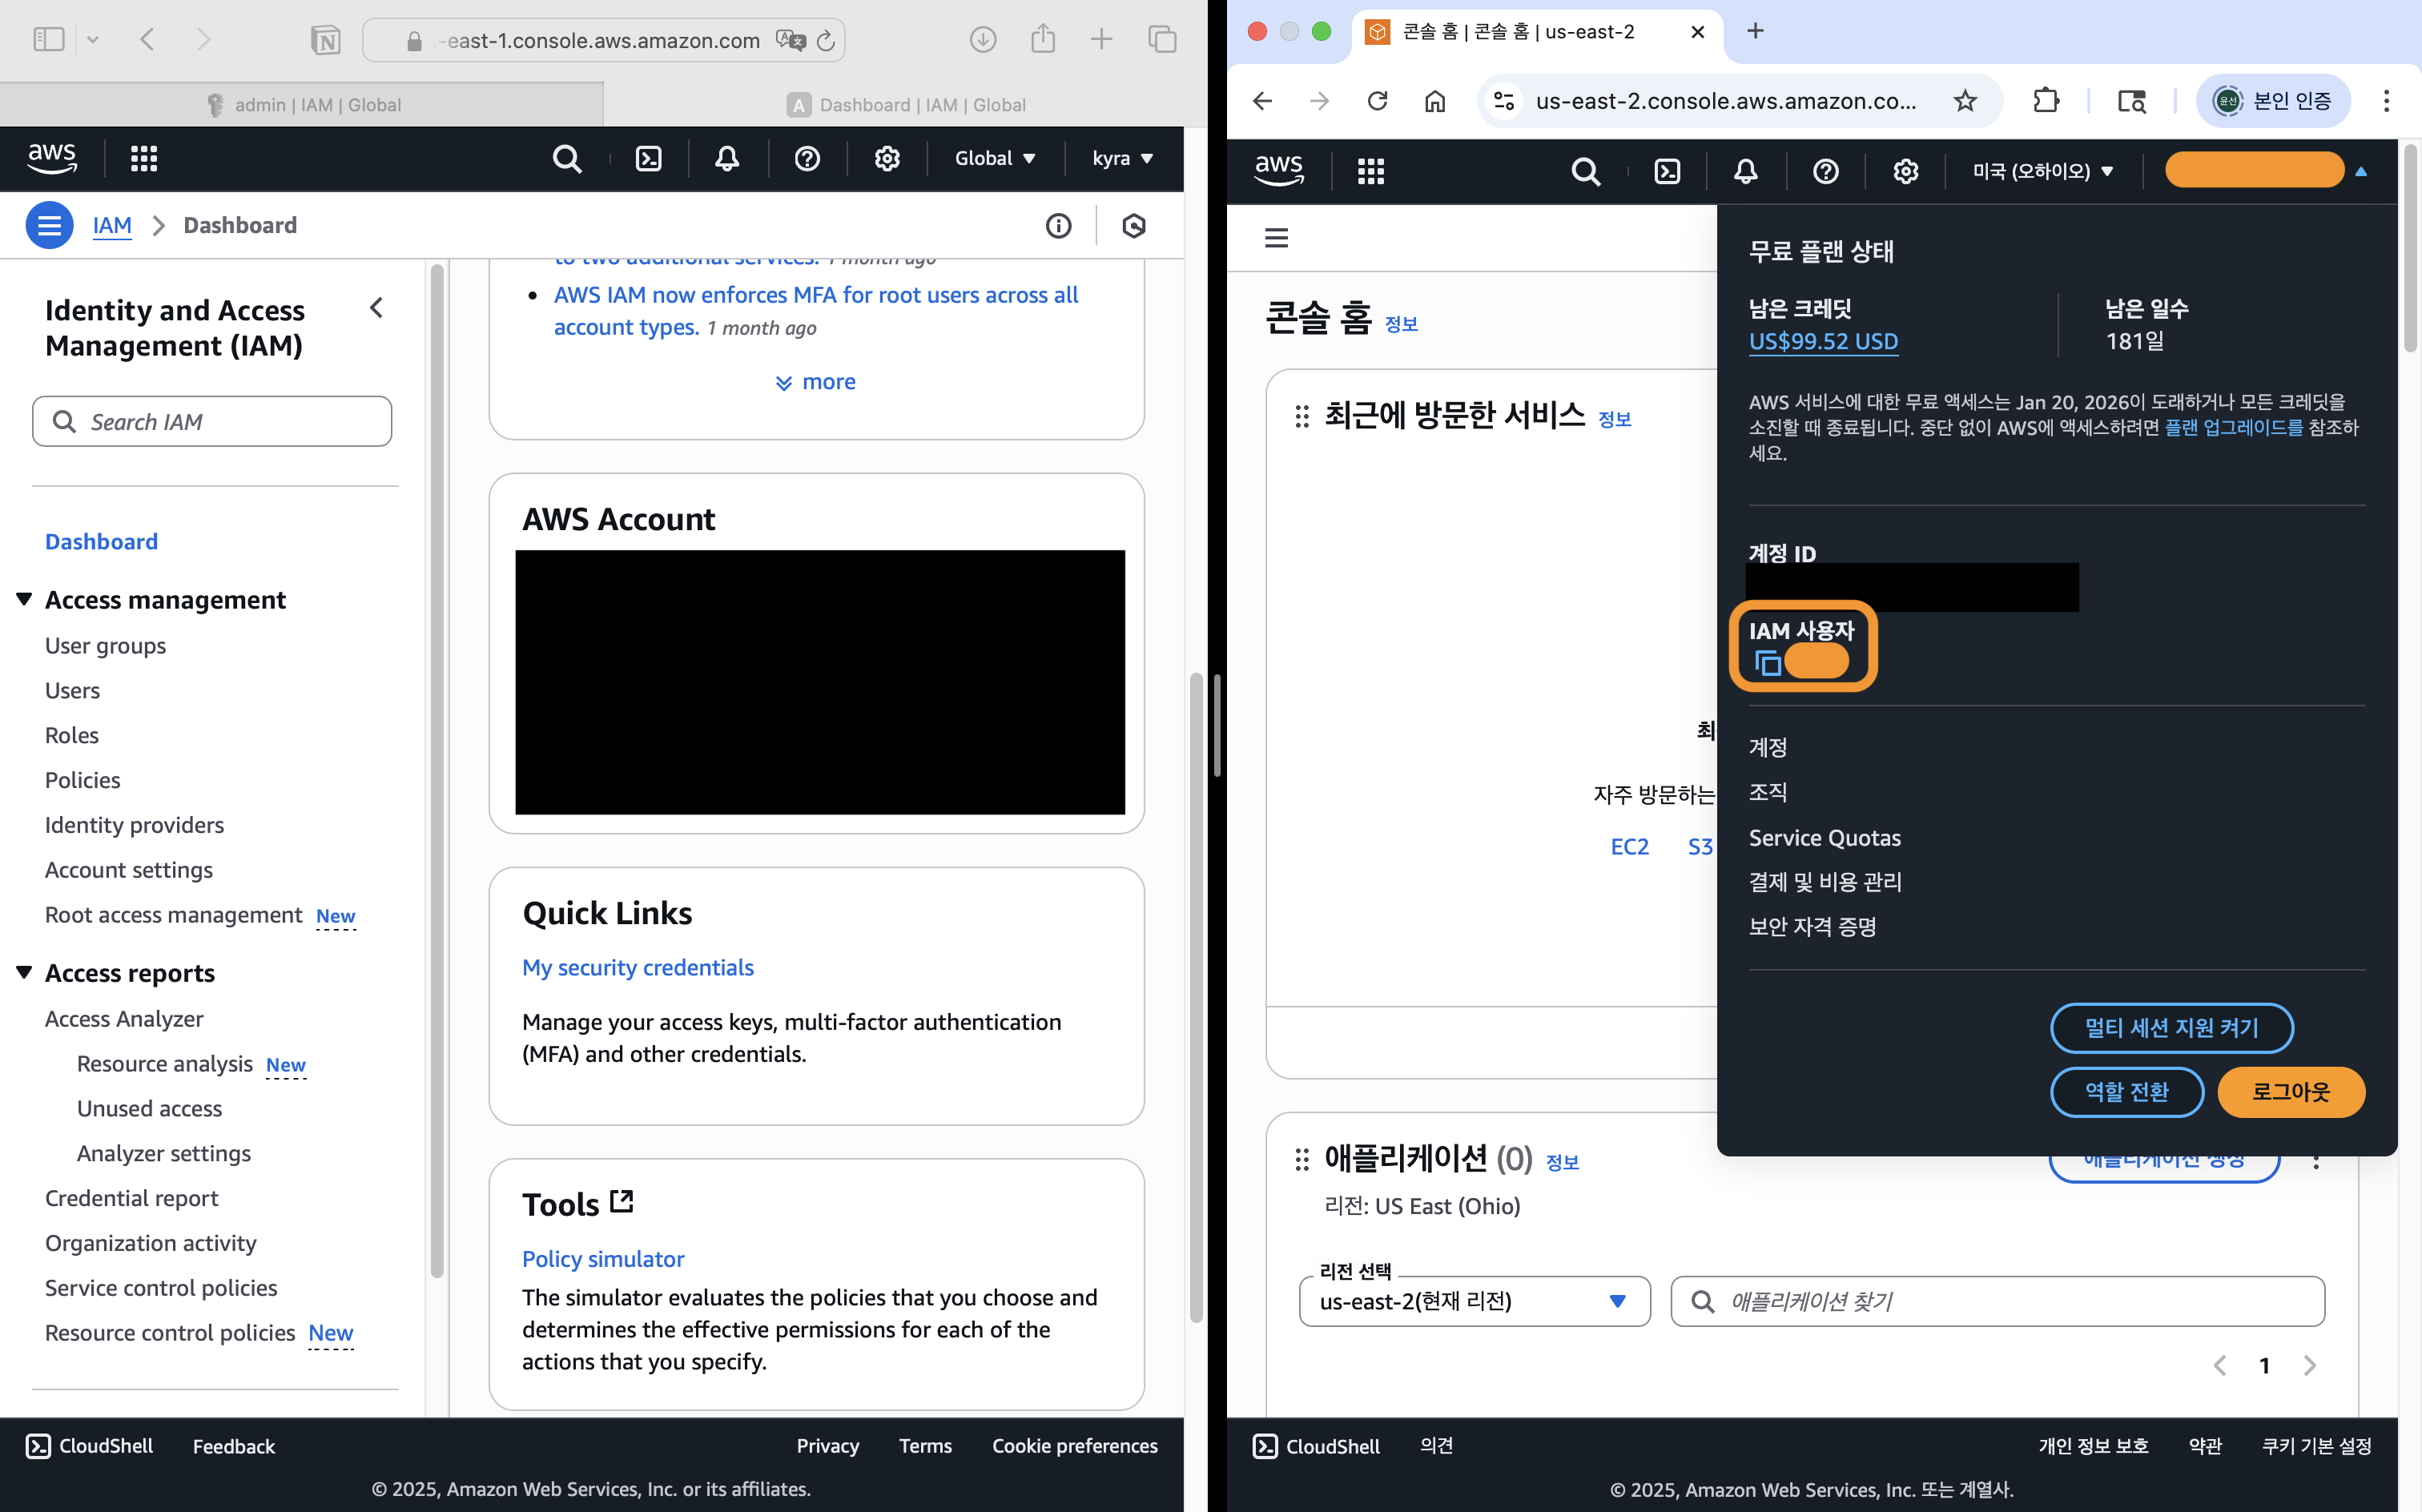 -east-1.console.aws.amazon.com
admin | IAM | Global
Dashboard | IAM | Global
aws
Global
kyra
IAM
Dashboard
Identity and Access
Management (IAM)
Search IAM
Dashboard
Access management
User groups
Users
Roles
Policies
Identity providers
Account settings
Root access management New
Access reports
Access Analyzer
Resource analysis New
Unused access
Analyzer settings
Credential report
Organization activity
Service control policies
Resource control policies New
to two additional services. 1 month ago
AWS IAM now enforces MFA for root users across all
account types. 1 month ago
more
AWS Account
Quick Links
My security credentials
Manage your access keys, multi-factor authentication
(MFA) and other credentials.
Tools
Policy simulator
The simulator evaluates the policies that you choose and
determines the effective permissions for each of the
actions that you specify.
CloudShell Feedback Privacy Terms Cookie preferences
© 2025, Amazon Web Services, Inc. or its affiliates.
콘솔 홈 | 콘솔 홈 | us-east-2
us-east-2.console.aws.amazon.co...
윤선
본인 인증
aws
미국 (오하이오)
콘솔 홈 정보
최근에 방문한 서비스 정보
최
자주 방문하는
EC2 S3
무료 플랜 상태
남은 크레딧
US$99.52 USD
남은 일수
181일
AWS 서비스에 대한 무료 액세스는 Jan 20, 2026이 도래하거나 모든 크레딧을
소진할 때 종료됩니다. 중단 없이 AWS에 액세스하려면 플랜 업그레이드를 참조하
세요.
계정 ID
IAM 사용자
계정
조직
Service Quotas
결제 및 비용 관리
보안 자격 증명
멀티 세션 지원 켜기
역할 전환
로그아웃
애플리케이션 (0) 정보
애플리케이션 생성
리전: US East (Ohio)
리전 선택
us-east-2(현재 리전)
애플리케이션 찾기
1
CloudShell 의견 개인 정보 보호 약관 쿠키 기본 설정
© 2025, Amazon Web Services, Inc. 또는 계열사.